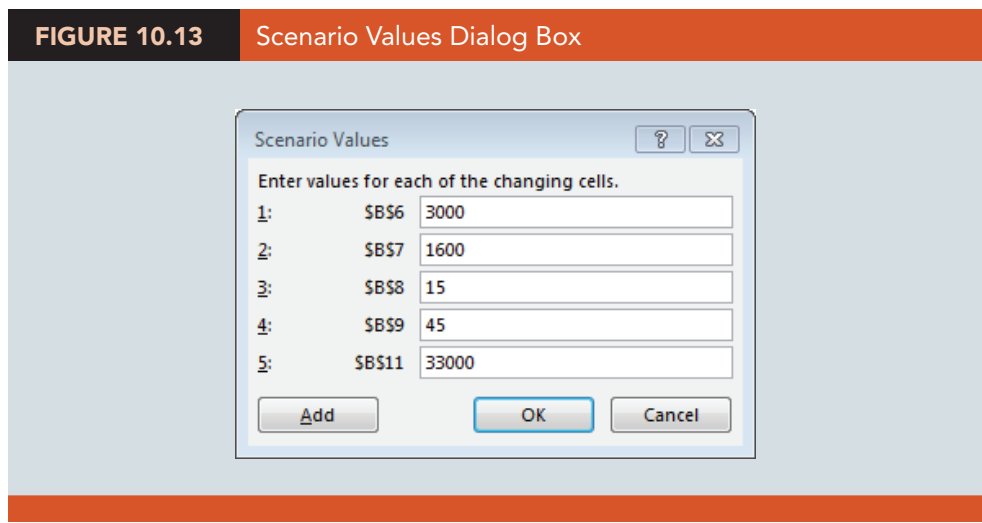 FIGURE 10.13 Scenario Values Dialog Box
Scenario Values
Enter values for each of the changing cells.
1: $B$6 3000
2: $B$7 1600
3: $B$8 15
4: $B$9 45
5: $B$11 33000
Add OK Cancel